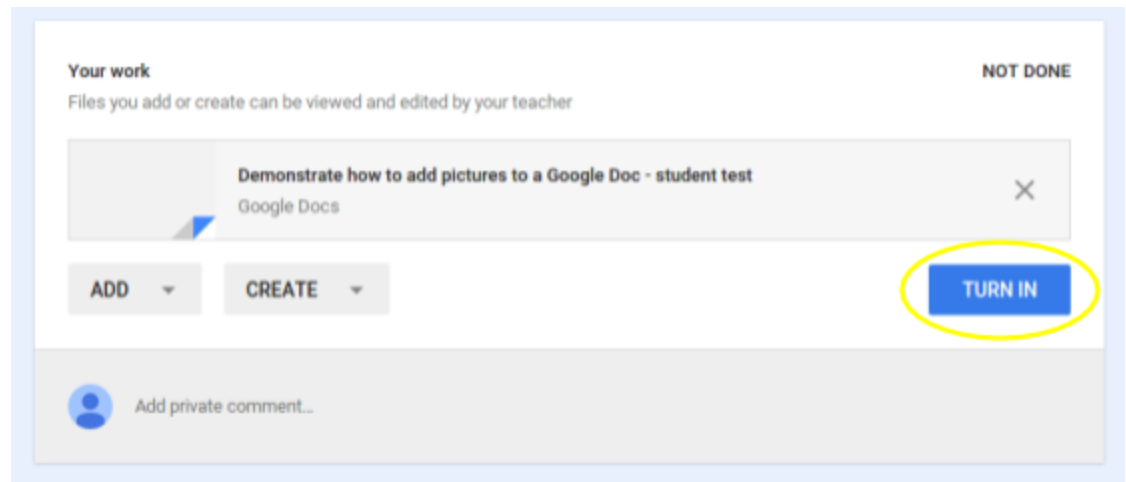 Your work
NOT DONE
Files you add or create can be viewed and edited by your teacher
Demonstrate how to add pictures to a Google Doc - student test
Google Docs
ADD
CREATE
TURN IN
Add private comment...